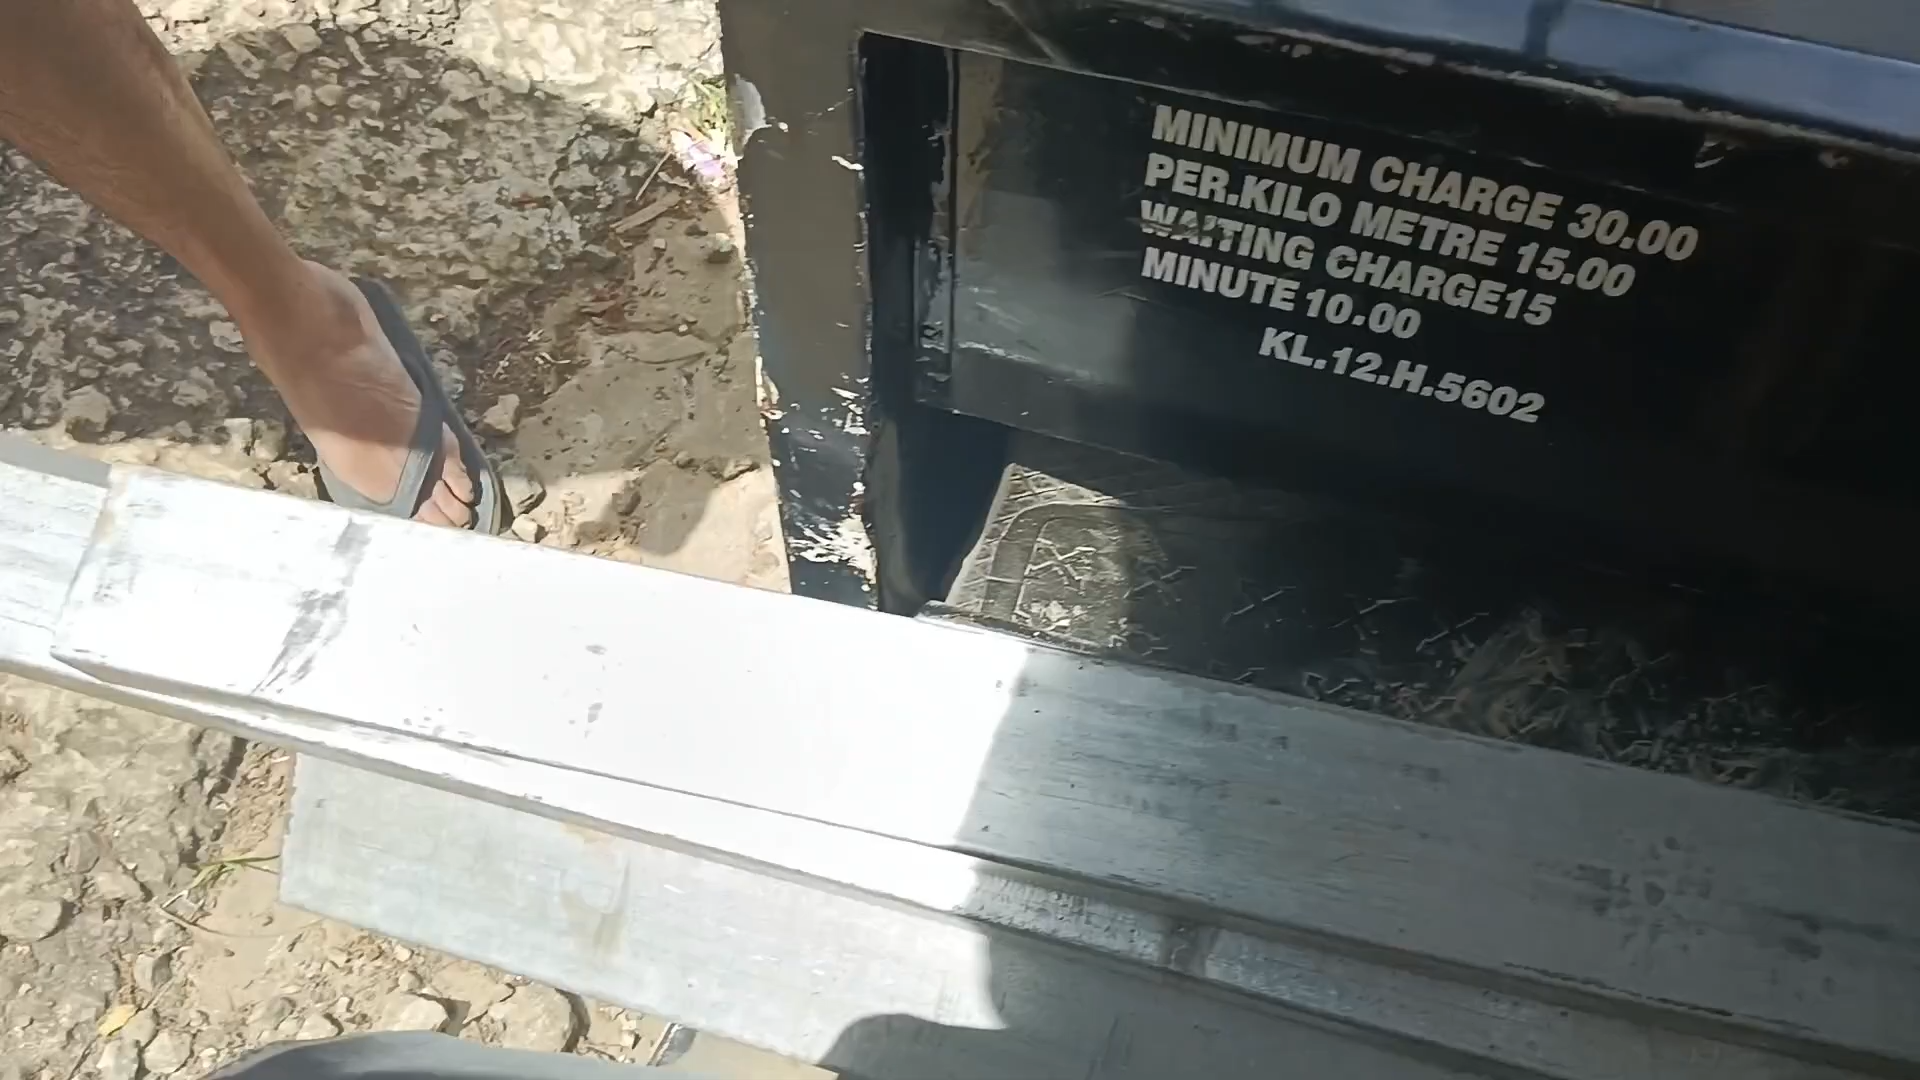 MINIMUM CHARGE 30.00
PER.KILO METRE 15.00
WAITING CHARGE15
MINUTE 10.00
KL.12.H.5602